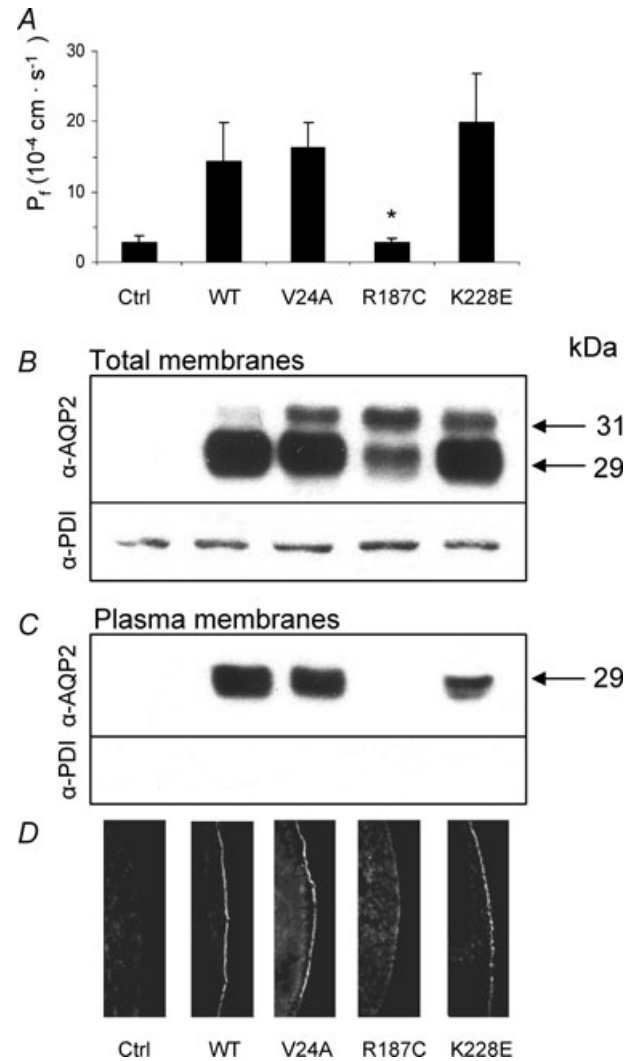 A
P_f (10⁻⁴ cm · s⁻¹)
30
20
10
0
*
Ctrl WT V24A R187C K228E
B Total membranes kDa
α-AQP2
31
29
α-PDI
C Plasma membranes
α-AQP2
29
α-PDI
D
Ctrl WT V24A R187C K228E